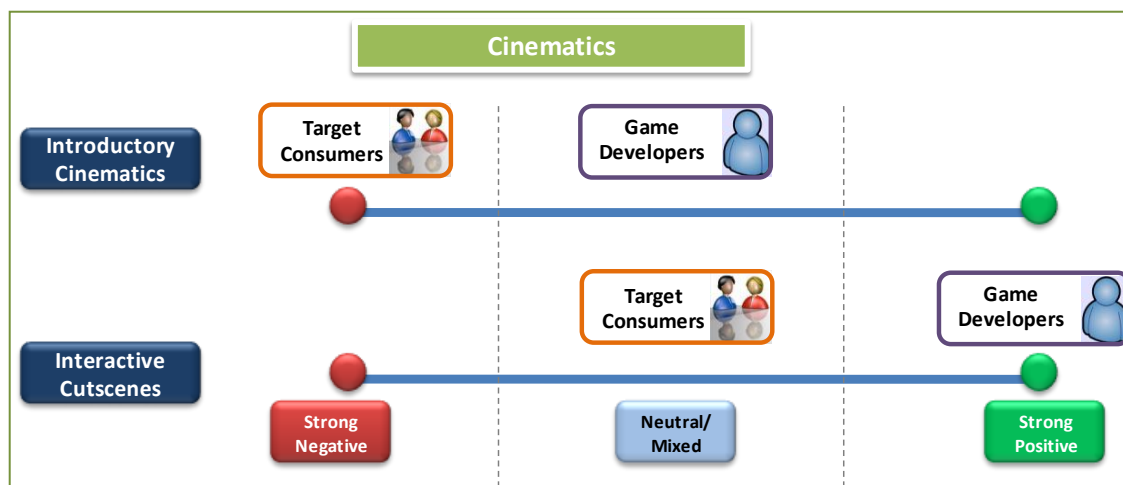 Cinematics
Target
Consumers
Game
Developers
Introductory
Cinematics
Target
Consumers
Game
Developers
Interactive
Cutscenes
Strong
Negative
Neutral/
Mixed
Strong
Positive